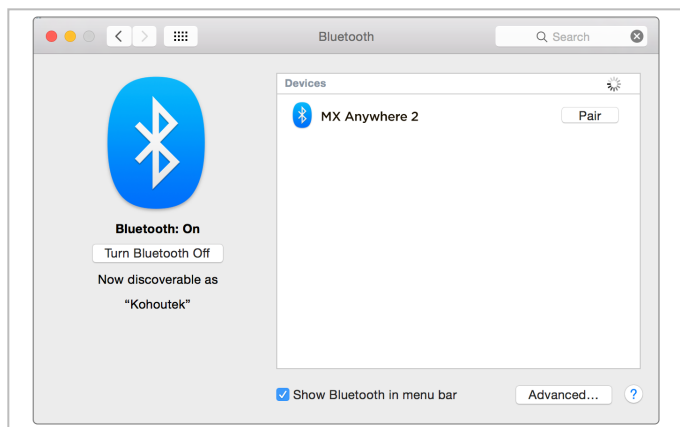 Bluetooth
Search
Devices
MX Anywhere 2
Pair
Bluetooth: On
Turn Bluetooth Off
Now discoverable as
“Kohoutek”
Show Bluetooth in menu bar
Advanced...
?